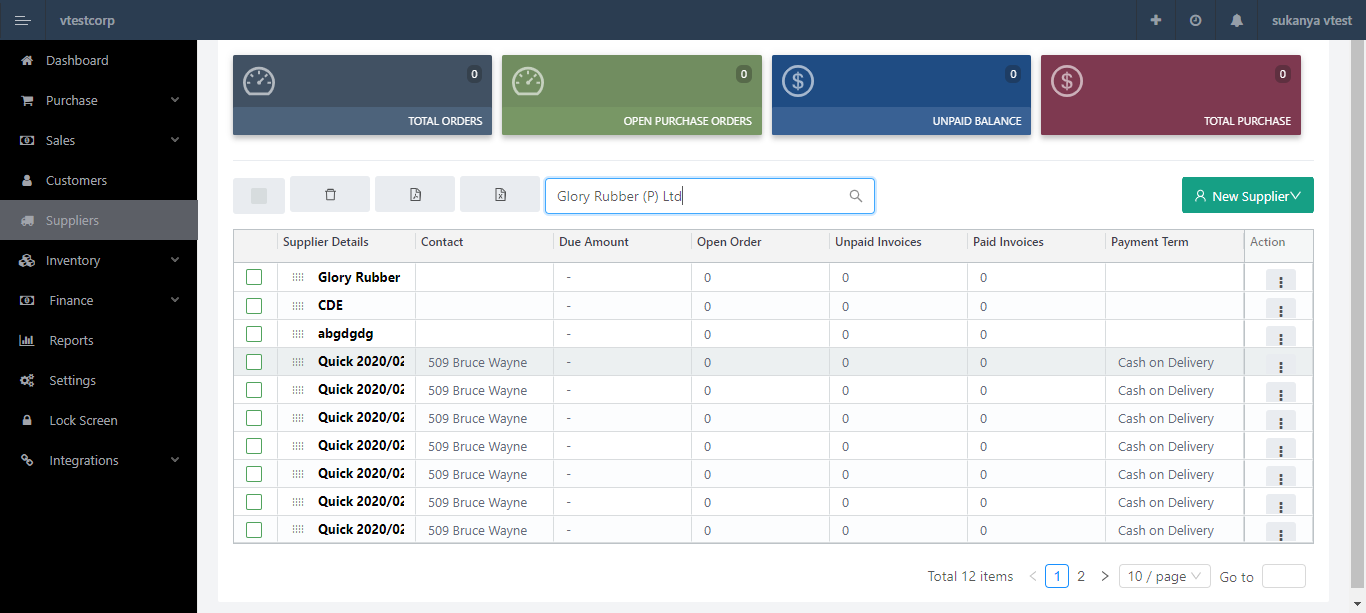 vtestcorp
sukanya vtest
Dashboard
Purchase
Sales
Customers
Suppliers
Inventory
Finance
Reports
Settings
Lock Screen
Integrations
0
TOTAL ORDERS
0
OPEN PURCHASE ORDERS
0
UNPAID BALANCE
0
TOTAL PURCHASE
Glory Rubber (P) Ltd
New Supplier
Supplier Details Contact Due Amount Open Order Unpaid Invoices Paid Invoices Payment Term Action
Glory Rubber - 0 0 0
CDE - 0 0 0
abgdgdg - 0 0 0
Quick 2020/02 509 Bruce Wayne - 0 0 0 Cash on Delivery
Quick 2020/02 509 Bruce Wayne - 0 0 0 Cash on Delivery
Quick 2020/02 509 Bruce Wayne - 0 0 0 Cash on Delivery
Quick 2020/02 509 Bruce Wayne - 0 0 0 Cash on Delivery
Quick 2020/02 509 Bruce Wayne - 0 0 0 Cash on Delivery
Quick 2020/02 509 Bruce Wayne - 0 0 0 Cash on Delivery
Quick 2020/02 509 Bruce Wayne - 0 0 0 Cash on Delivery
Total 12 items < 1 2 > 10 / page Go to